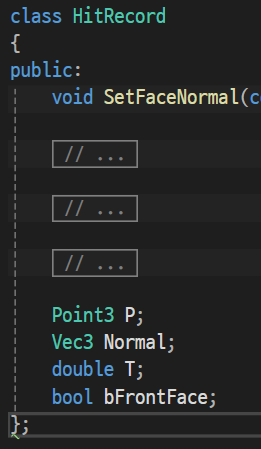 class HitRecord
{
public:
    void SetFaceNormal(
    // ...
    // ...
    // ...
    Point3 P;
    Vec3 Normal;
    double T;
    bool bFrontFace;
};